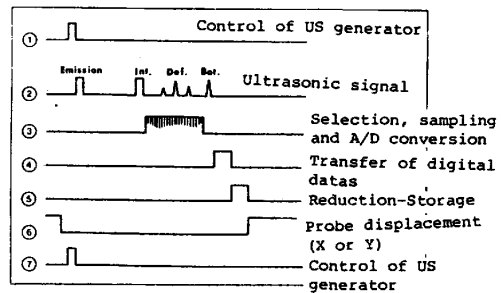 ① Control of US generator
Emission Int. Def. Bot.
② Ultrasonic signal
③ Selection, sampling
and A/D conversion
④ Transfer of digital
datas
⑤ Reduction-Storage
⑥ Probe displacement
(X or Y)
⑦ Control of US
generator